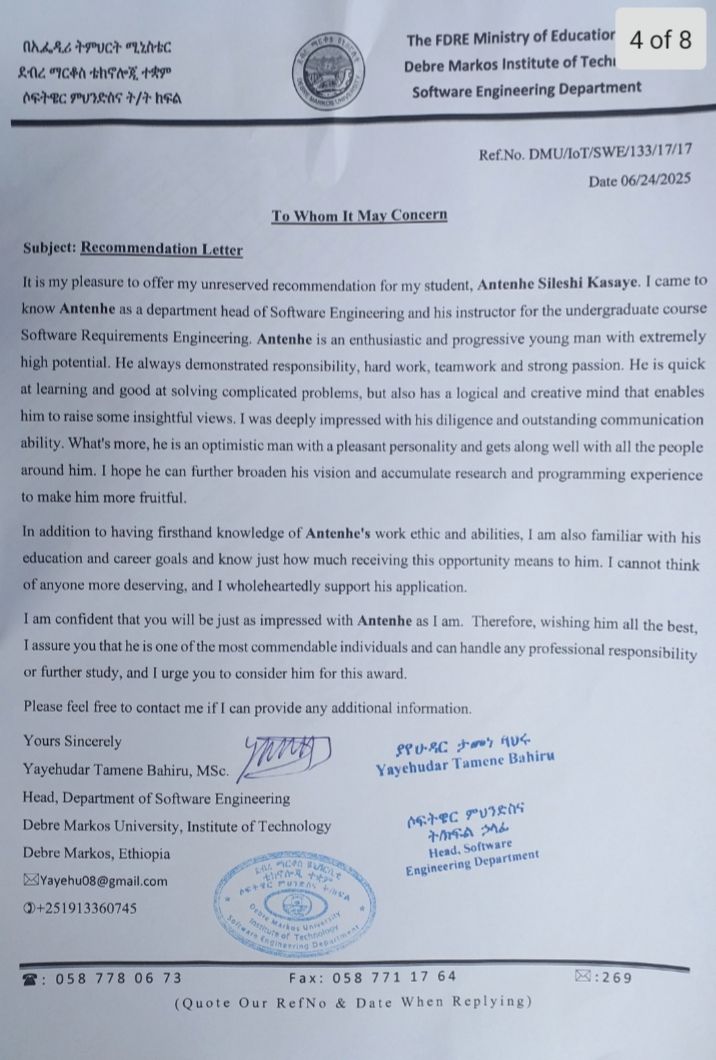 በኢፌዲሪ ትምህርት ሚኒስቴር
ደብረ ማርቆስ ቴክኖሎጂ ተቋም
ሶፍትዌር ምህንድስና ት/ት ክፍል
The FDRE Ministry of Education
Debre Markos Institute of Tech
Software Engineering Department
4 of 8
DEBRE MARKOS UNIVERSITY
Ref.No. DMU/IoT/SWE/133/17/17
Date 06/24/2025
To Whom It May Concern
Subject: Recommendation Letter
It is my pleasure to offer my unreserved recommendation for my student, Antenhe Sileshi Kasaye. I came to
know Antenhe as a department head of Software Engineering and his instructor for the undergraduate course
Software Requirements Engineering. Antenhe is an enthusiastic and progressive young man with extremely
high potential. He always demonstrated responsibility, hard work, teamwork and strong passion. He is quick
at learning and good at solving complicated problems, but also has a logical and creative mind that enables
him to raise some insightful views. I was deeply impressed with his diligence and outstanding communication
ability. What's more, he is an optimistic man with a pleasant personality and gets along well with all the people
around him. I hope he can further broaden his vision and accumulate research and programming experience
to make him more fruitful.
In addition to having firsthand knowledge of Antenhe's work ethic and abilities, I am also familiar with his
education and career goals and know just how much receiving this opportunity means to him. I cannot think
of anyone more deserving, and I wholeheartedly support his application.
I am confident that you will be just as impressed with Antenhe as I am. Therefore, wishing him all the best,
I assure you that he is one of the most commendable individuals and can handle any professional responsibility
or further study, and I urge you to consider him for this award.
Please feel free to contact me if I can provide any additional information.
Yours Sincerely
Yayehudar Tamene Bahiru, MSc.
Head, Department of Software Engineering
Debre Markos University, Institute of Technology
Debre Markos, Ethiopia
✉Yayehu08@gmail.com
✆+251913360745
ያየሁዳር ታመነ ባህሩ
Yayehudar Tamene Bahiru
ሶፍትዌር ምህንድስና
ት/ክፍል ኃላፊ
Head, Software
Engineering Department
ደብረ ማርቆስ ዩኒቨርሲቲ
ቴክኖሎጂ ተቋም
ሶፍትዌር ምህንድስና ት/ክፍል
Debre Markos University
Institute of Technology
Software Engineering Department
☎: 058 778 06 73 Fax: 058 771 17 64 ✉:269
(Quote Our RefNo & Date When Replying)